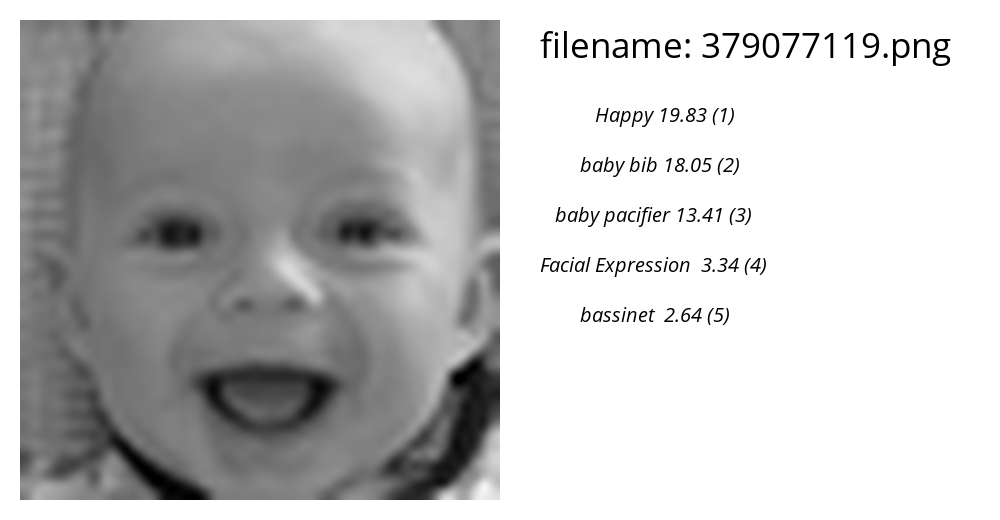 filename: 379077119.png
Happy 19.83 (1)
baby bib 18.05 (2)
baby pacifier 13.41 (3)
Facial Expression  3.34 (4)
bassinet  2.64 (5)